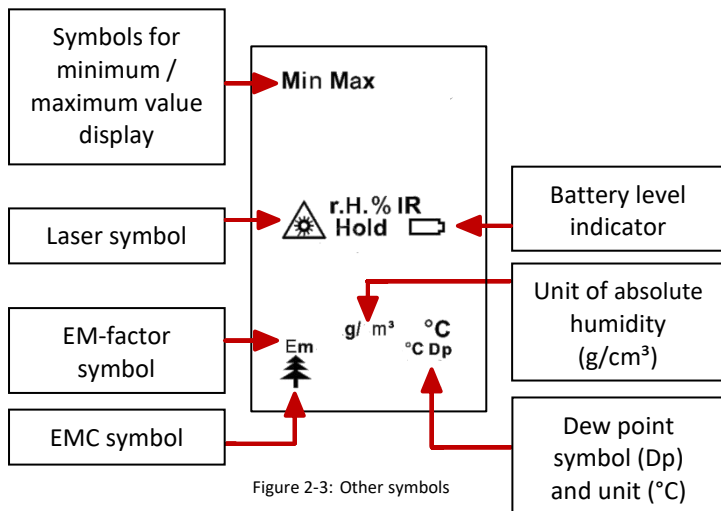 Symbols for
minimum /
maximum value
display
Min Max
r.H.% IR
Hold
Laser symbol
Battery level
indicator
g/ m³
°C
°C Dp
Em
EM-factor
symbol
Unit of absolute
humidity
(g/cm³)
EMC symbol
Dew point
symbol (Dp)
and unit (°C)
Figure 2-3: Other symbols